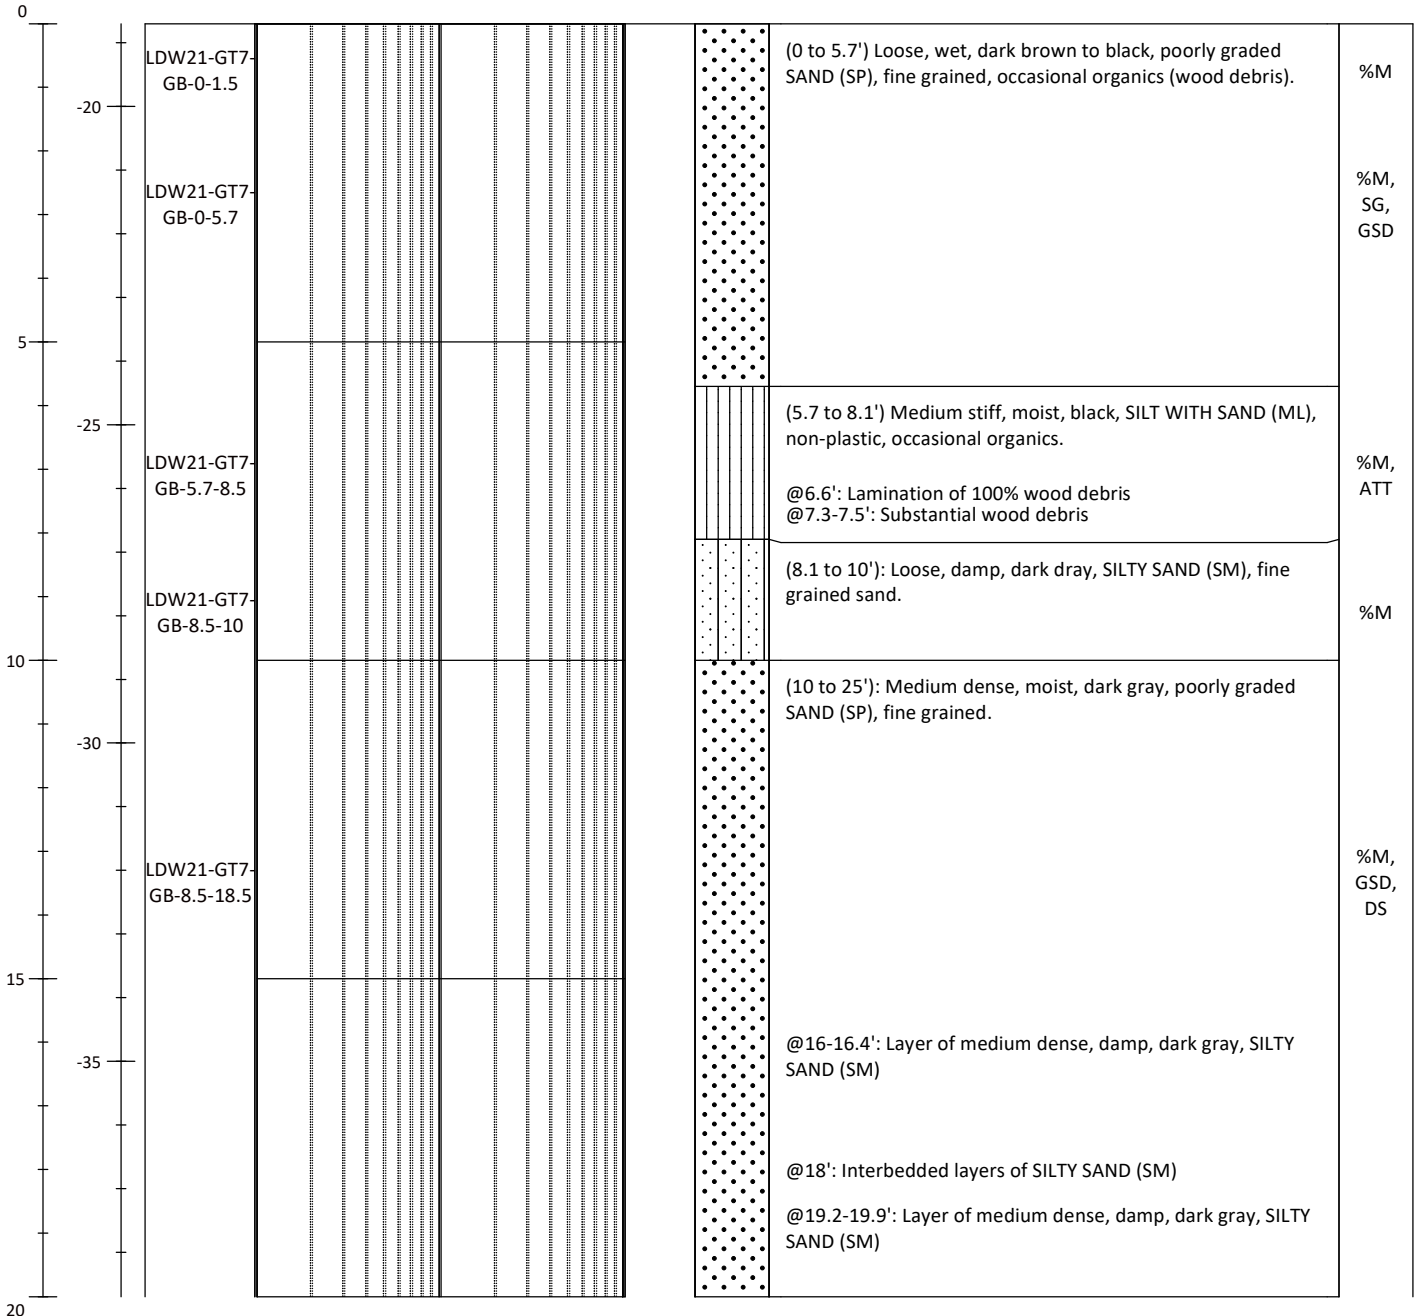 0
5
10
15
20
-20
-25
-30
-35
LDW21-GT7-
GB-0-1.5
LDW21-GT7-
GB-0-5.7
LDW21-GT7-
GB-5.7-8.5
LDW21-GT7-
GB-8.5-10
LDW21-GT7-
GB-8.5-18.5
(0 to 5.7') Loose, wet, dark brown to black, poorly graded
SAND (SP), fine grained, occasional organics (wood debris).
(5.7 to 8.1') Medium stiff, moist, black, SILT WITH SAND (ML),
non-plastic, occasional organics.
@6.6': Lamination of 100% wood debris
@7.3-7.5': Substantial wood debris
(8.1 to 10'): Loose, damp, dark dray, SILTY SAND (SM), fine
grained sand.
(10 to 25'): Medium dense, moist, dark gray, poorly graded
SAND (SP), fine grained.
@16-16.4': Layer of medium dense, damp, dark gray, SILTY
SAND (SM)
@18': Interbedded layers of SILTY SAND (SM)
@19.2-19.9': Layer of medium dense, damp, dark gray, SILTY
SAND (SM)
%M
%M,
SG,
GSD
%M,
ATT
%M
%M,
GSD,
DS